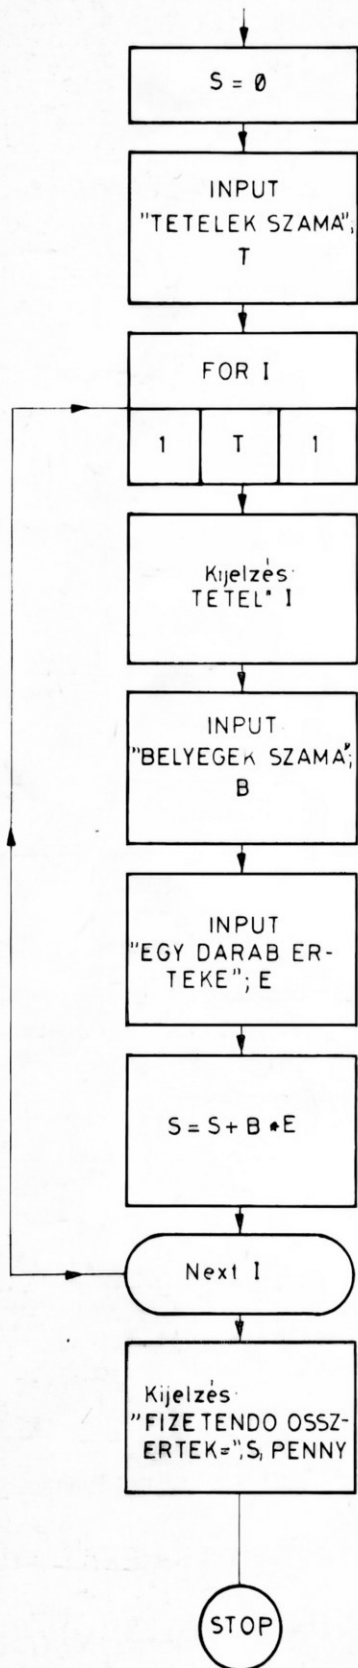 S = 0
INPUT
"TETELEK SZAMA";
T
FOR I
1 T 1
Kijelzés
TETEL" I
INPUT
"BELYEGEK SZAMA";
B
INPUT
"EGY DARAB ER-
TEKE"; E
S = S + B * E
Next I
Kijelzés
"FIZETENDO OSSZ-
ERTEK=",S, PENNY
STOP